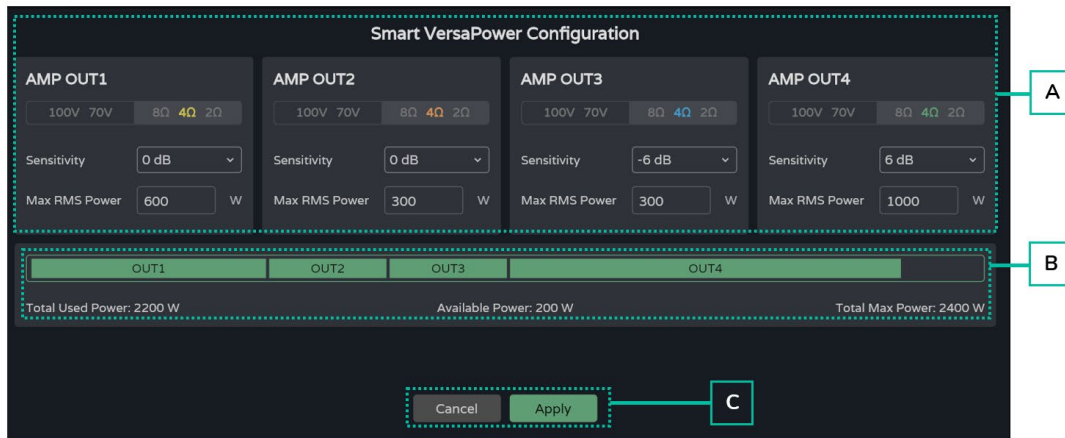 Smart VersaPower Configuration
AMP OUT1
100V 70V 8Ω 4Ω 2Ω
Sensitivity 0 dB
Max RMS Power 600 W
AMP OUT2
100V 70V 8Ω 4Ω 2Ω
Sensitivity 0 dB
Max RMS Power 300 W
AMP OUT3
100V 70V 8Ω 4Ω 2Ω
Sensitivity -6 dB
Max RMS Power 300 W
AMP OUT4
100V 70V 8Ω 4Ω 2Ω
Sensitivity 6 dB
Max RMS Power 1000 W
A
OUT1 OUT2 OUT3 OUT4
Total Used Power: 2200 W Available Power: 200 W Total Max Power: 2400 W
B
Cancel Apply
C